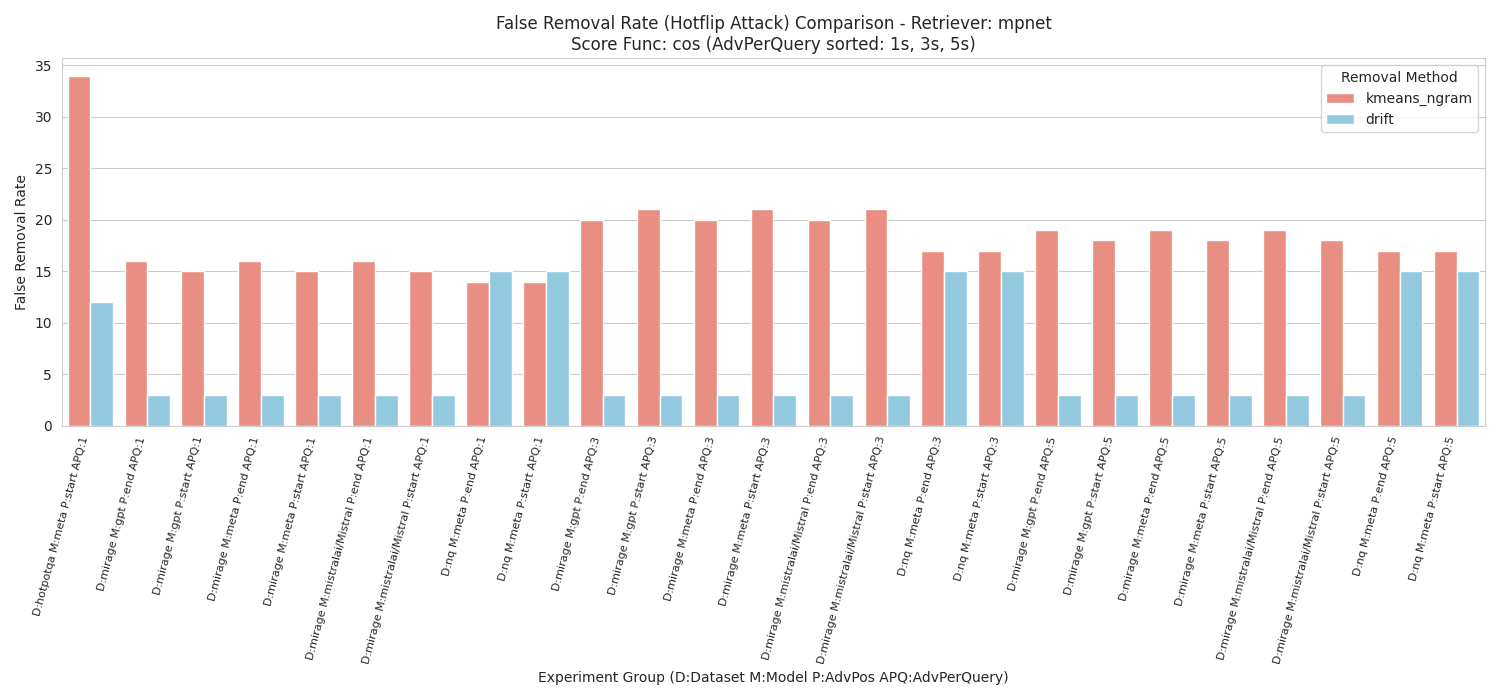 False Removal Rate (Hotflip Attack) Comparison - Retriever: mpnet
Score Func: cos (AdvPerQuery sorted: 1s, 3s, 5s)
Removal Method
kmeans_ngram
drift
False Removal Rate
35
30
25
20
15
10
5
0
D:hotpotqa M:meta P:start APQ:1
D:mirage M:gpt P:end APQ:1
D:mirage M:gpt P:start APQ:1
D:mirage M:meta P:end APQ:1
D:mirage M:meta P:start APQ:1
D:mirage M:mistralai/Mistral P:end APQ:1
D:mirage M:mistralai/Mistral P:start APQ:1
D:nq M:meta P:end APQ:1
D:nq M:meta P:start APQ:1
D:mirage M:gpt P:end APQ:3
D:mirage M:gpt P:start APQ:3
D:mirage M:meta P:end APQ:3
D:mirage M:meta P:start APQ:3
D:mirage M:mistralai/Mistral P:end APQ:3
D:mirage M:mistralai/Mistral P:start APQ:3
D:nq M:meta P:end APQ:3
D:nq M:meta P:start APQ:3
D:mirage M:gpt P:end APQ:5
D:mirage M:gpt P:start APQ:5
D:mirage M:meta P:end APQ:5
D:mirage M:meta P:start APQ:5
D:mirage M:mistralai/Mistral P:end APQ:5
D:mirage M:mistralai/Mistral P:start APQ:5
D:nq M:meta P:end APQ:5
D:nq M:meta P:start APQ:5
Experiment Group (D:Dataset M:Model P:AdvPos APQ:AdvPerQuery)